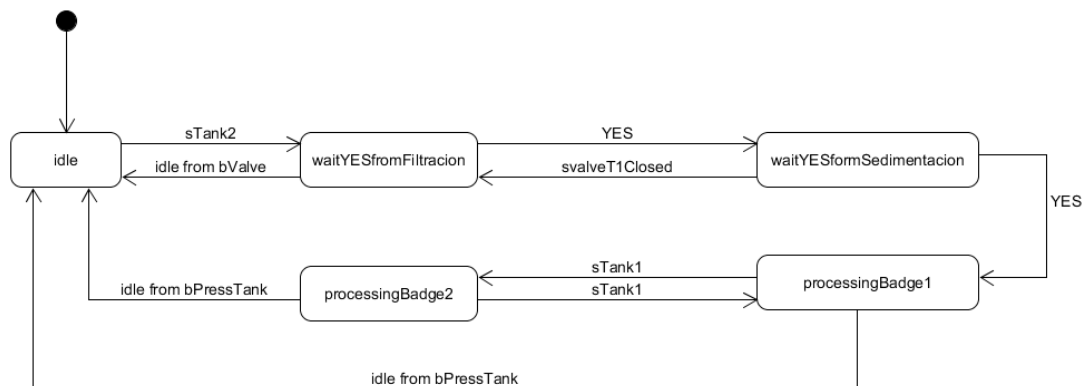 sTank2
YES
idle
waitYESfromFiltracion
waitYESformSedimentacion
idle from bValve
svalveT1Closed
YES
sTank1
idle from bPressTank
processingBadge2
sTank1
processingBadge1
idle from bPressTank